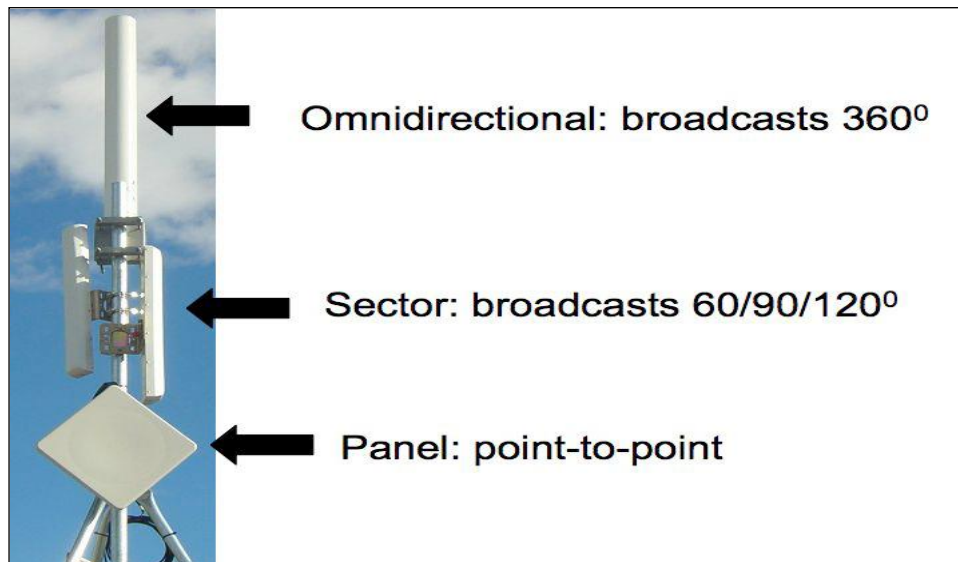 Omnidirectional: broadcasts 360⁰
Sector: broadcasts 60/90/120⁰
Panel: point-to-point